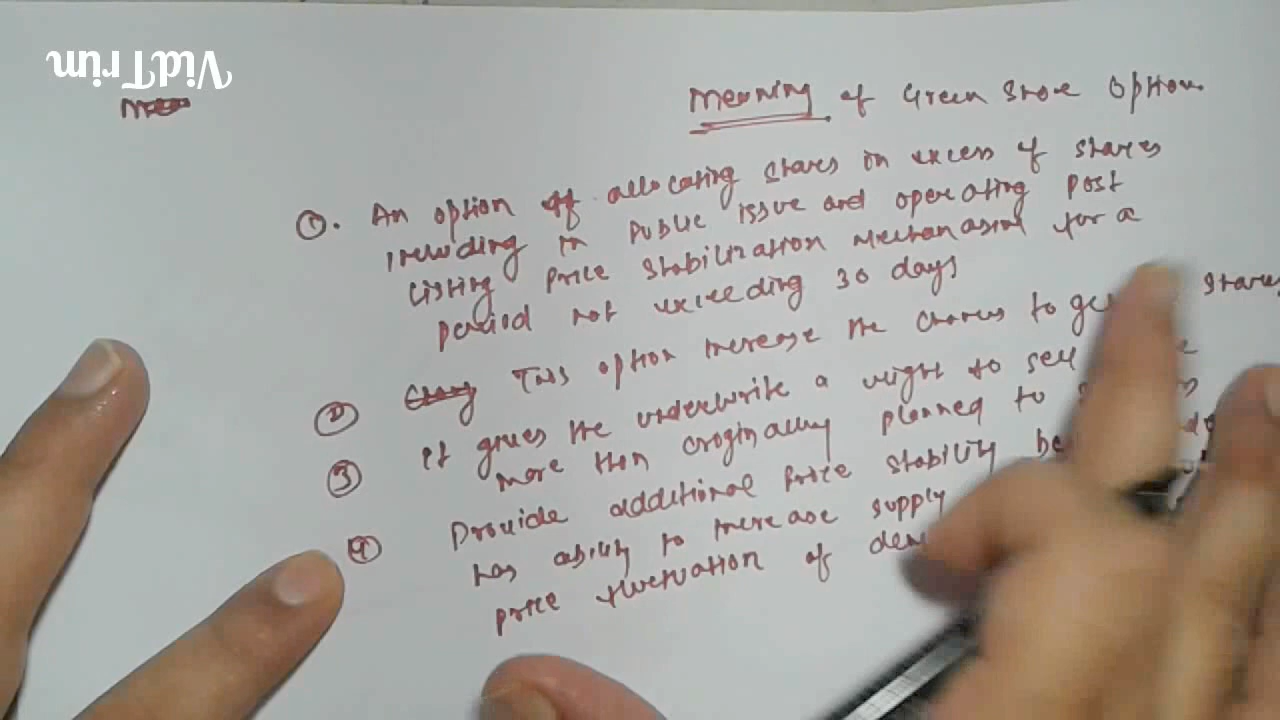 VidTrim
Meaning of Green Shoe Option
①. An option of allocating shares in excess of shares
including in public issue and operating post
listing price stabilization mechanism for a
period not exceeding 30 days
② This option increase the chances to shares
③ It gives the underwrite a right to sell
more then originally planned to
④ Provide additional price stability
has ability to increase supply
price fluctuation of